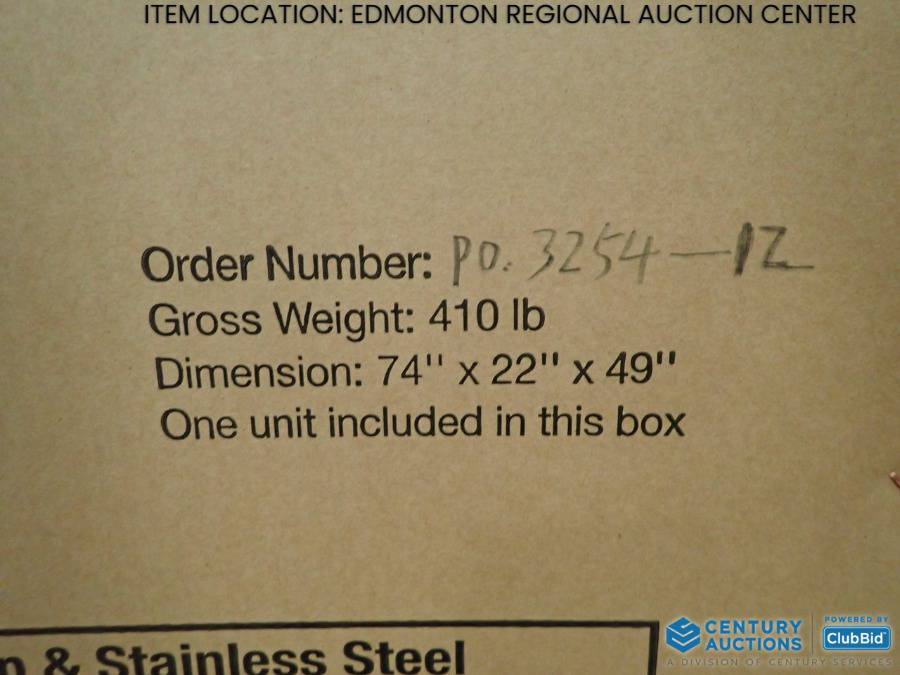 ITEM LOCATION: EDMONTON REGIONAL AUCTION CENTER
Order Number: PO. 3254-12
Gross Weight: 410 lb
Dimension: 74" x 22" x 49"
One unit included in this box
& Stainless Steel
CENTURY AUCTIONS
A DIVISION OF CENTURY SERVICES
POWERED BY
ClubBid